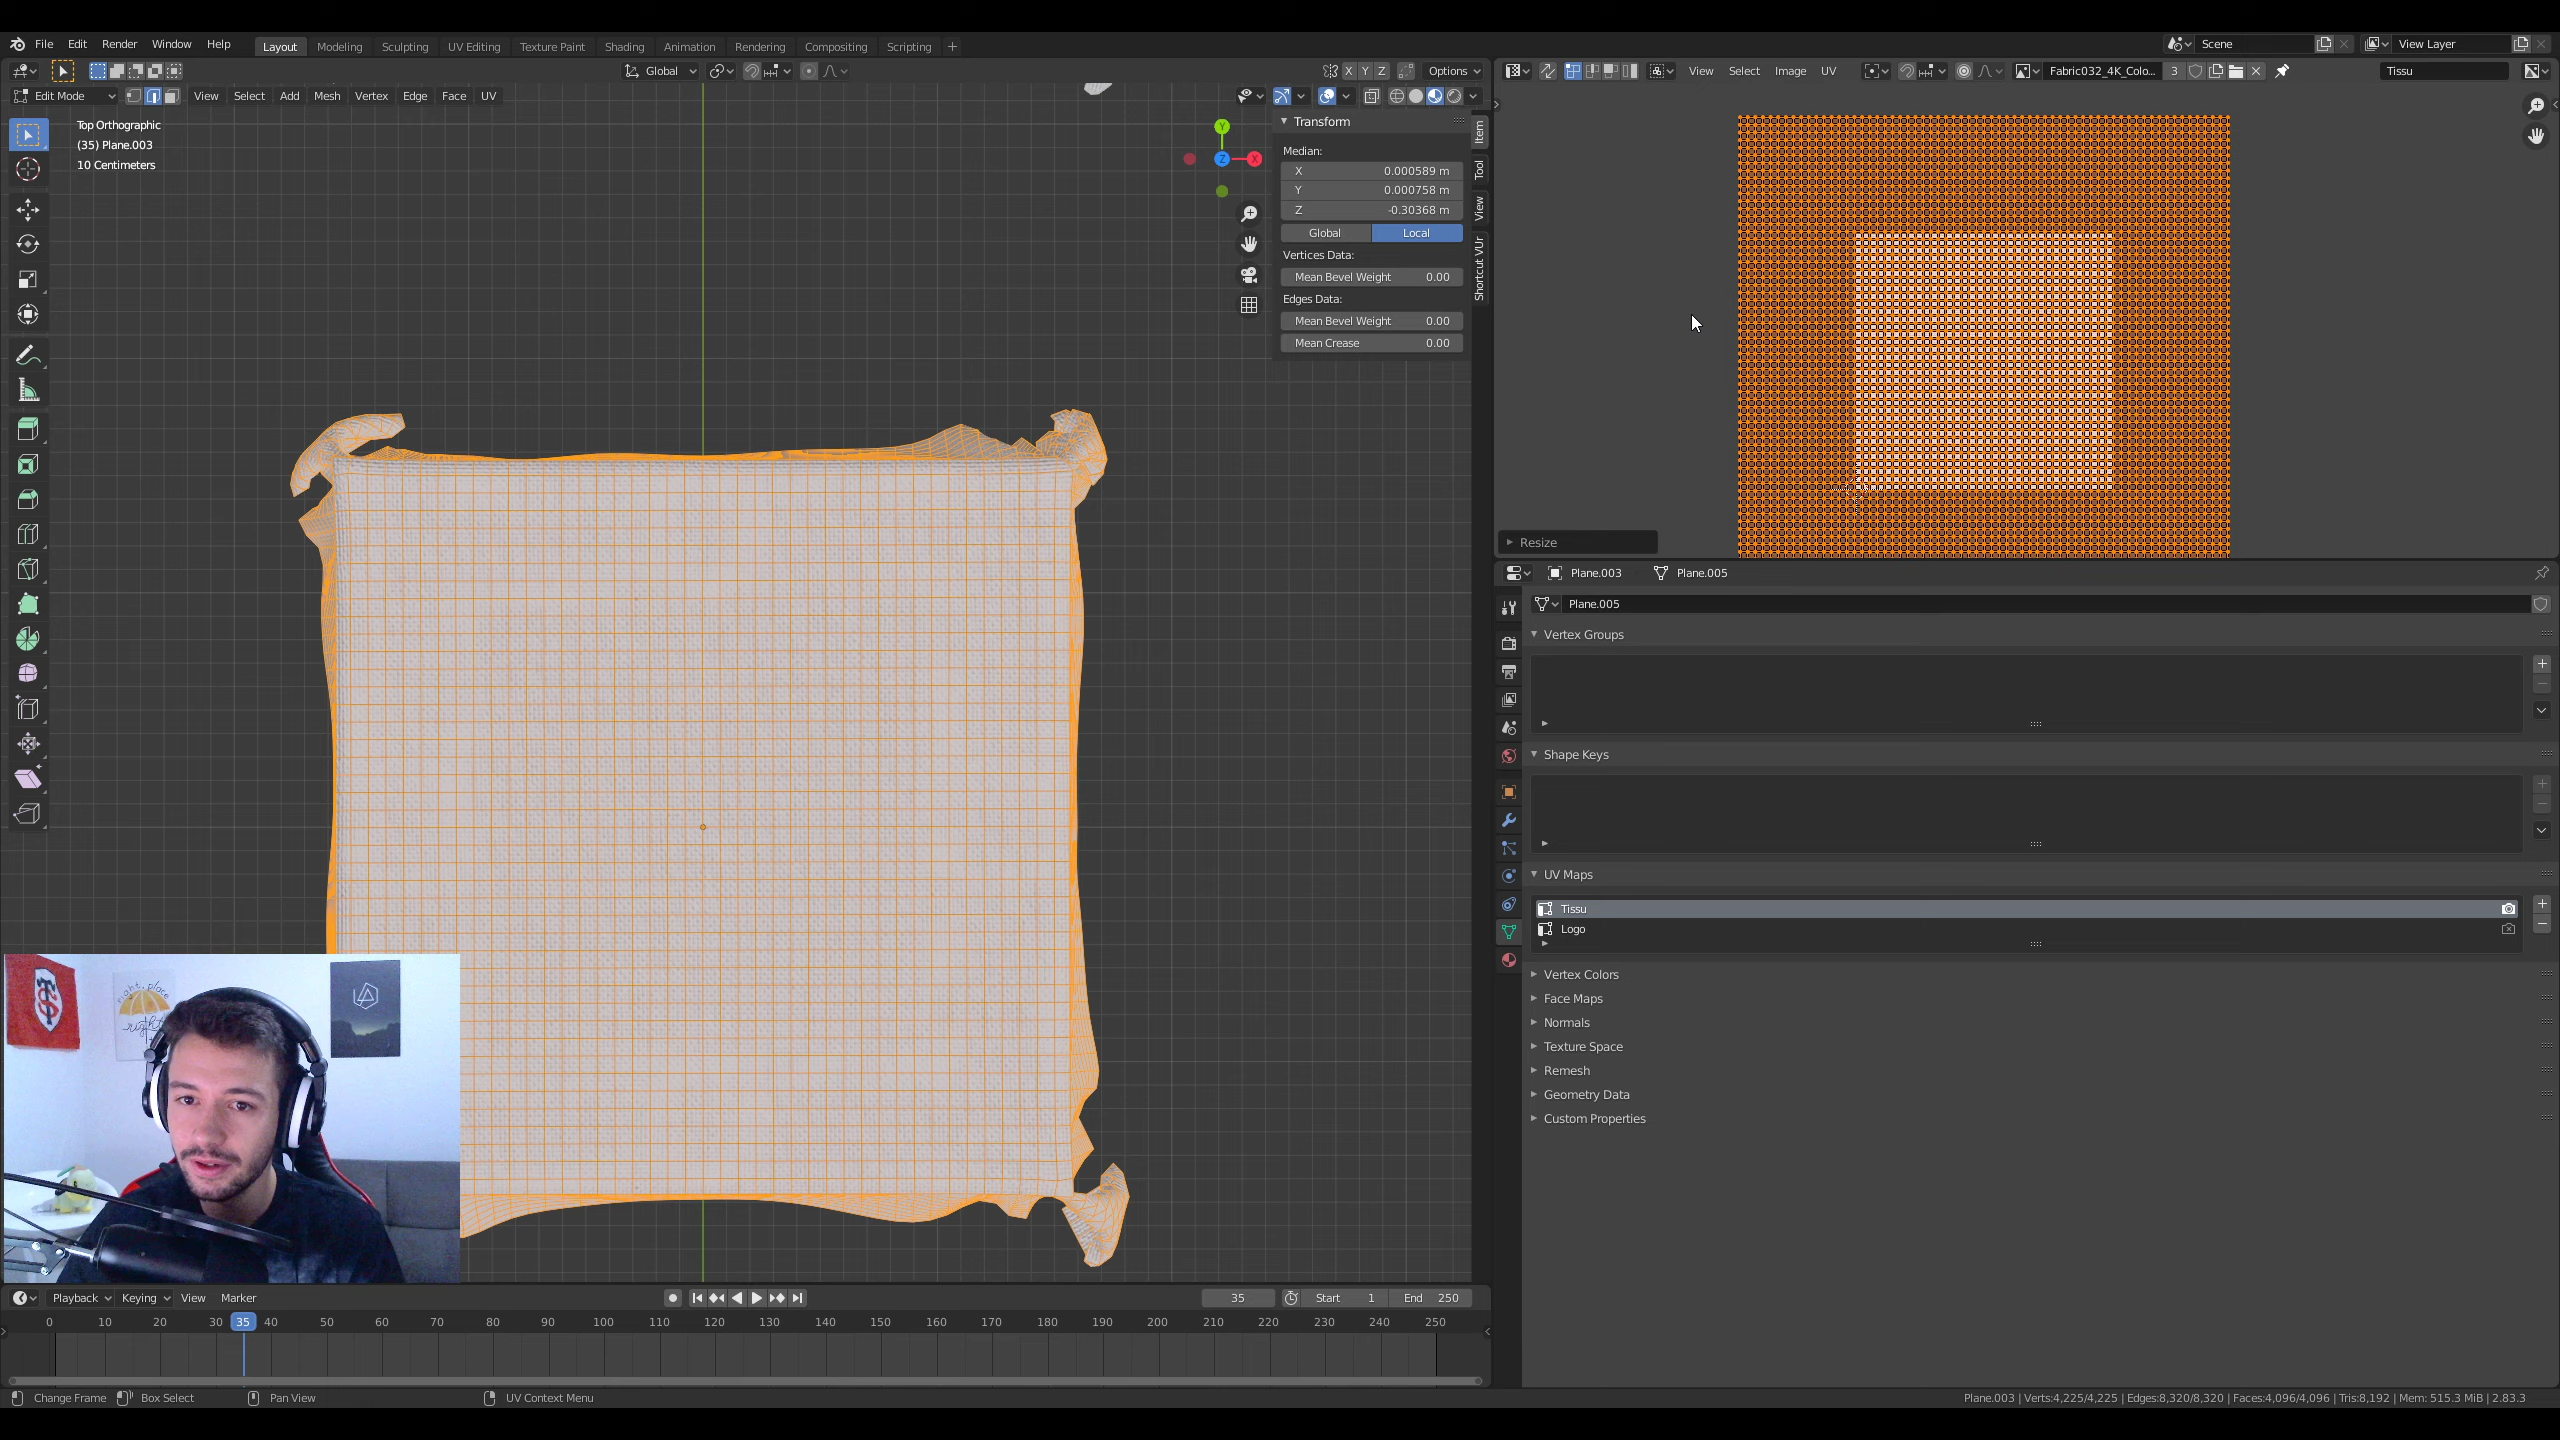 File Edit Render Window Help Layout Modeling Sculpting UV Editing Texture Paint Shading Animation Rendering Compositing Scripting +
Scene
View Layer
Global
X Y Z
Options
View Select Image UV
Fabric032_4K_Colo...
3
Tissu
Edit Mode
View Select Add Mesh Vertex Edge Face UV
Top Orthographic
(35) Plane.003
10 Centimeters
Y
Z
X
Transform
Median:
X 0.000589 m
Y 0.000758 m
Z -0.30368 m
Global Local
Vertices Data:
Mean Bevel Weight 0.00
Edges Data:
Mean Bevel Weight 0.00
Mean Crease 0.00
Item
Tool
View
Shortcut VUr
Resize
Plane.003 Plane.005
Plane.005
Vertex Groups
Shape Keys
UV Maps
Tissu
Logo
Vertex Colors
Face Maps
Normals
Texture Space
Remesh
Geometry Data
Custom Properties
right place
right
Playback Keying View Marker
35
Start 1
End 250
0 10 20 30 35 40 50 60 70 80 90 100 110 120 130 140 150 160 170 180 190 200 210 220 230 240 250
Change Frame Box Select Pan View UV Context Menu
Plane.003 | Verts:4,225/4,225 | Edges:8,320/8,320 | Faces:4,096/4,096 | Tris:8,192 | Mem: 515.3 MiB | 2.83.3